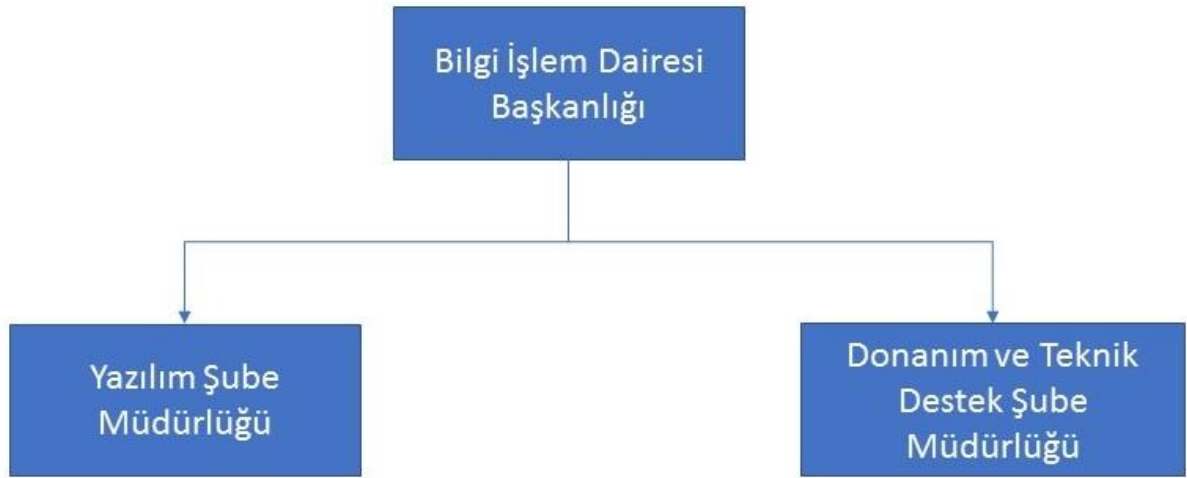 Bilgi İşlem Dairesi
Başkanlığı
Yazılım Şube
Müdürlüğü
Donanım ve Teknik
Destek Şube
Müdürlüğü